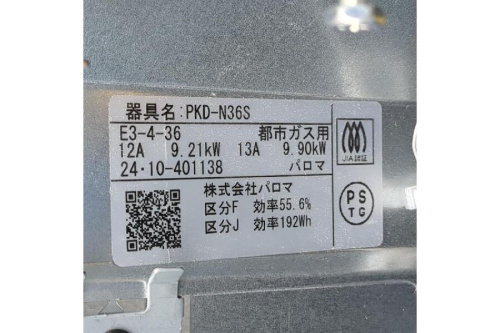 器具名:PKD-N36S
E3-4-36 都市ガス用
12A 9.21kW 13A 9.90kW
24・10-401138 パロマ
株式会社パロマ
区分F 効率55.6%
区分J 効率192Wh
JIA認証
PS
TG